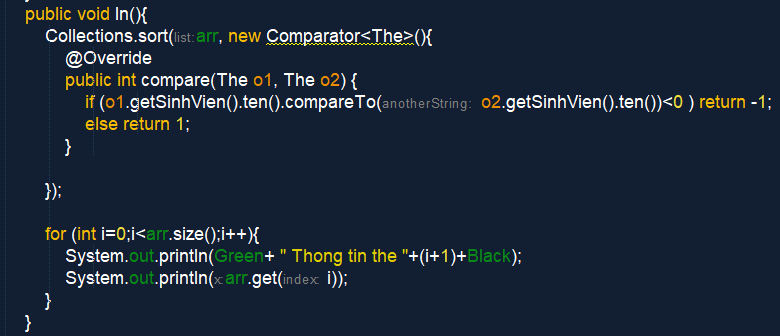 public void In(){
Collections.sort(list: arr, new Comparator<The>(){
@Override
public int compare(The o1, The o2) {
if (o1.getSinhVien().ten().compareTo(anotherString: o2.getSinhVien().ten())<0 ) return -1;
else return 1;
}
});
for (int i=0;i<arr.size();i++){
System.out.println(Green+ " Thong tin the "+(i+1)+Black);
System.out.println(x: arr.get(index: i));
}
}